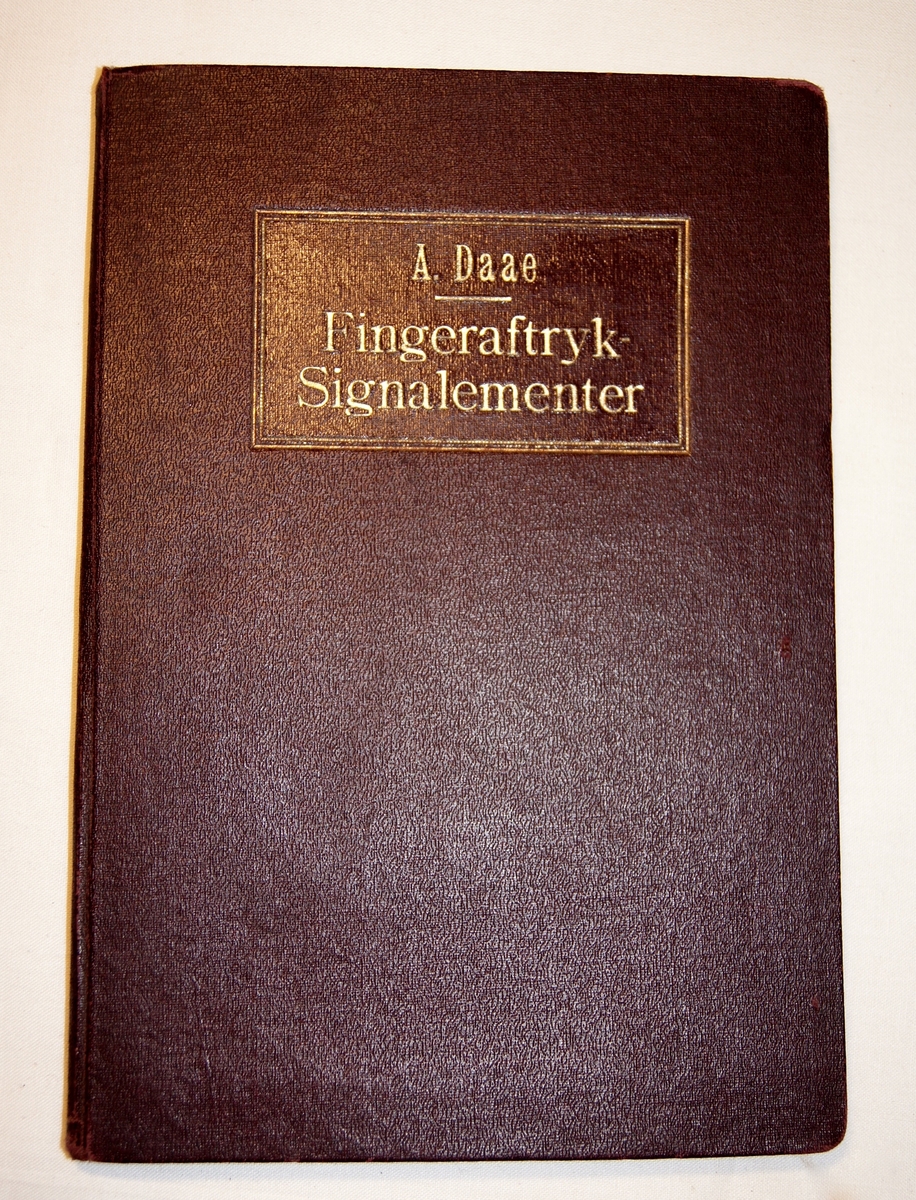 A. Daae
Fingeraftryk-
Signalementer